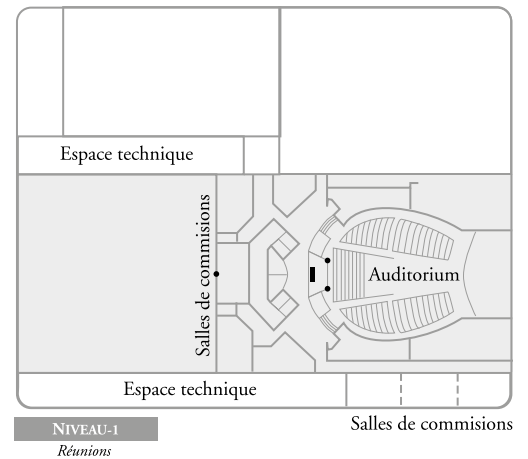 Espace technique
Salles de commisions
Auditorium
Espace technique
Salles de commisions
NIVEAU-1
Réunions